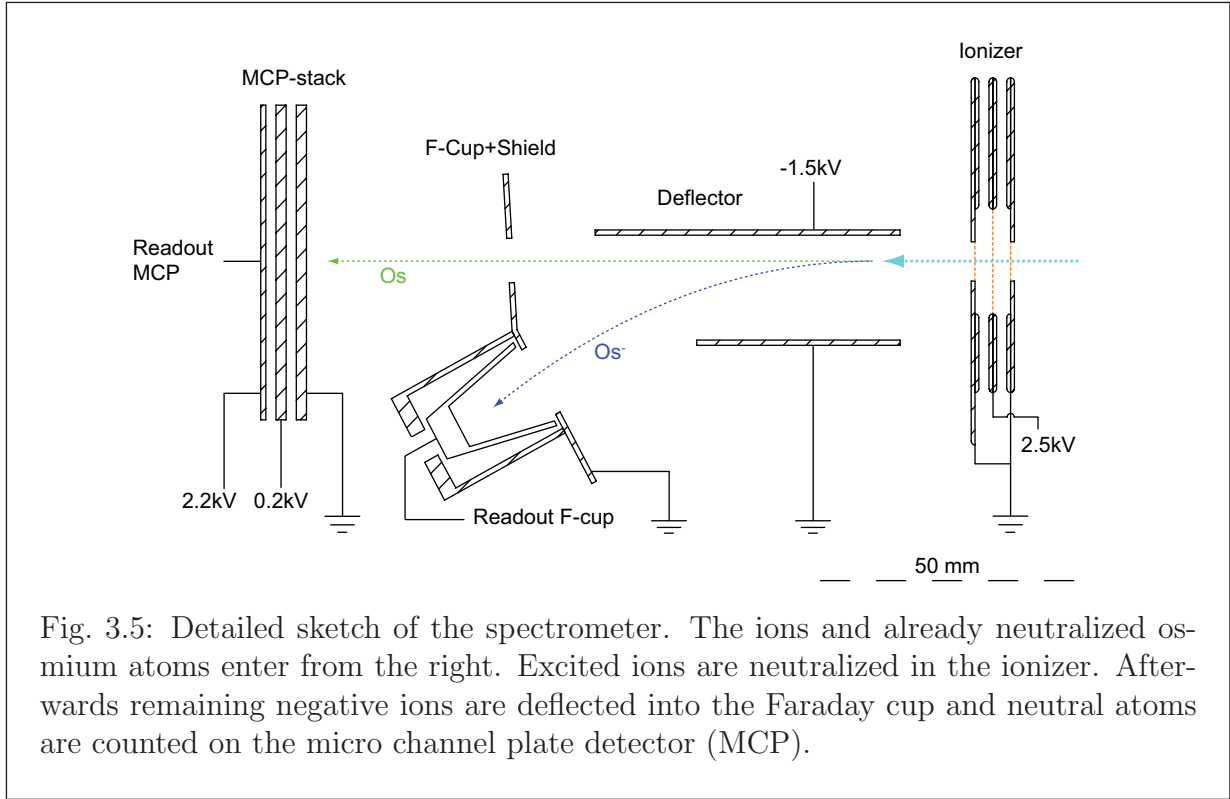 Ionizer
MCP-stack
F-Cup+Shield
-1.5kV
Deflector
Readout
MCP
Os
Os-
2.5kV
2.2kV 0.2kV
Readout F-cup
50 mm
Fig. 3.5: Detailed sketch of the spectrometer. The ions and already neutralized os-
mium atoms enter from the right. Excited ions are neutralized in the ionizer. After-
wards remaining negative ions are deflected into the Faraday cup and neutral atoms
are counted on the micro channel plate detector (MCP).